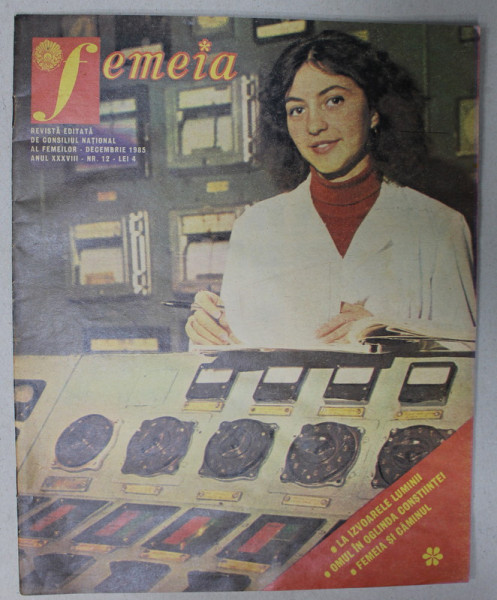 femeia
REVISTĂ EDITATĂ
DE CONSILIUL NAȚIONAL
AL FEMEILOR - DECEMBRIE 1985
ANUL XXXVIII - NR. 12 - LEI 4
• LA IZVOARELE LUMINII
• OMUL ÎN OGLINDA CONȘTIINȚEI
• FEMEIA ȘI CĂMINUL